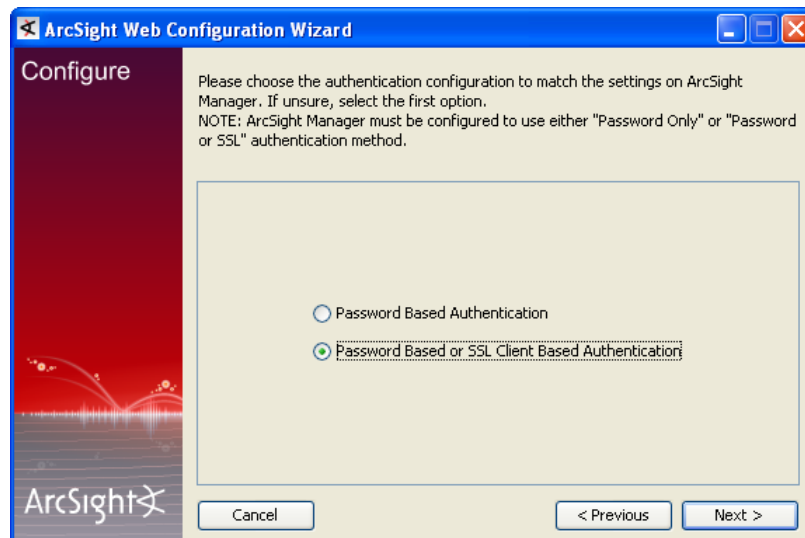 ArcSight Web Configuration Wizard
Configure
Please choose the authentication configuration to match the settings on ArcSight
Manager. If unsure, select the first option.
NOTE: ArcSight Manager must be configured to use either "Password Only" or "Password
or SSL" authentication method.
Password Based Authentication
Password Based or SSL Client Based Authentication
ArcSight
Cancel
< Previous
Next >